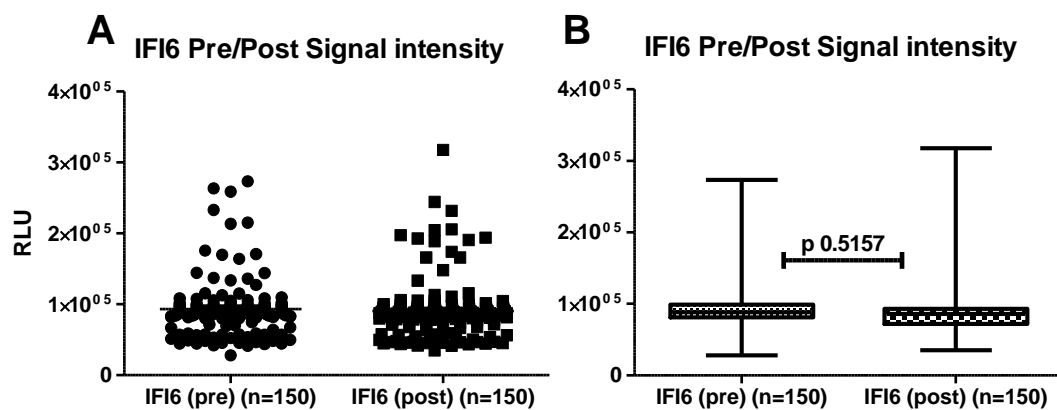 A
IFI6 Pre/Post Signal intensity
4×10⁰⁵
3×10⁰⁵
2×10⁰⁵
1×10⁰⁵
0
RLU
IFI6 (pre) (n=150) IFI6 (post) (n=150)
B
IFI6 Pre/Post Signal intensity
4×10⁰⁵
3×10⁰⁵
2×10⁰⁵
1×10⁰⁵
0
p 0.5157
IFI6 (pre) (n=150) IFI6 (post) (n=150)